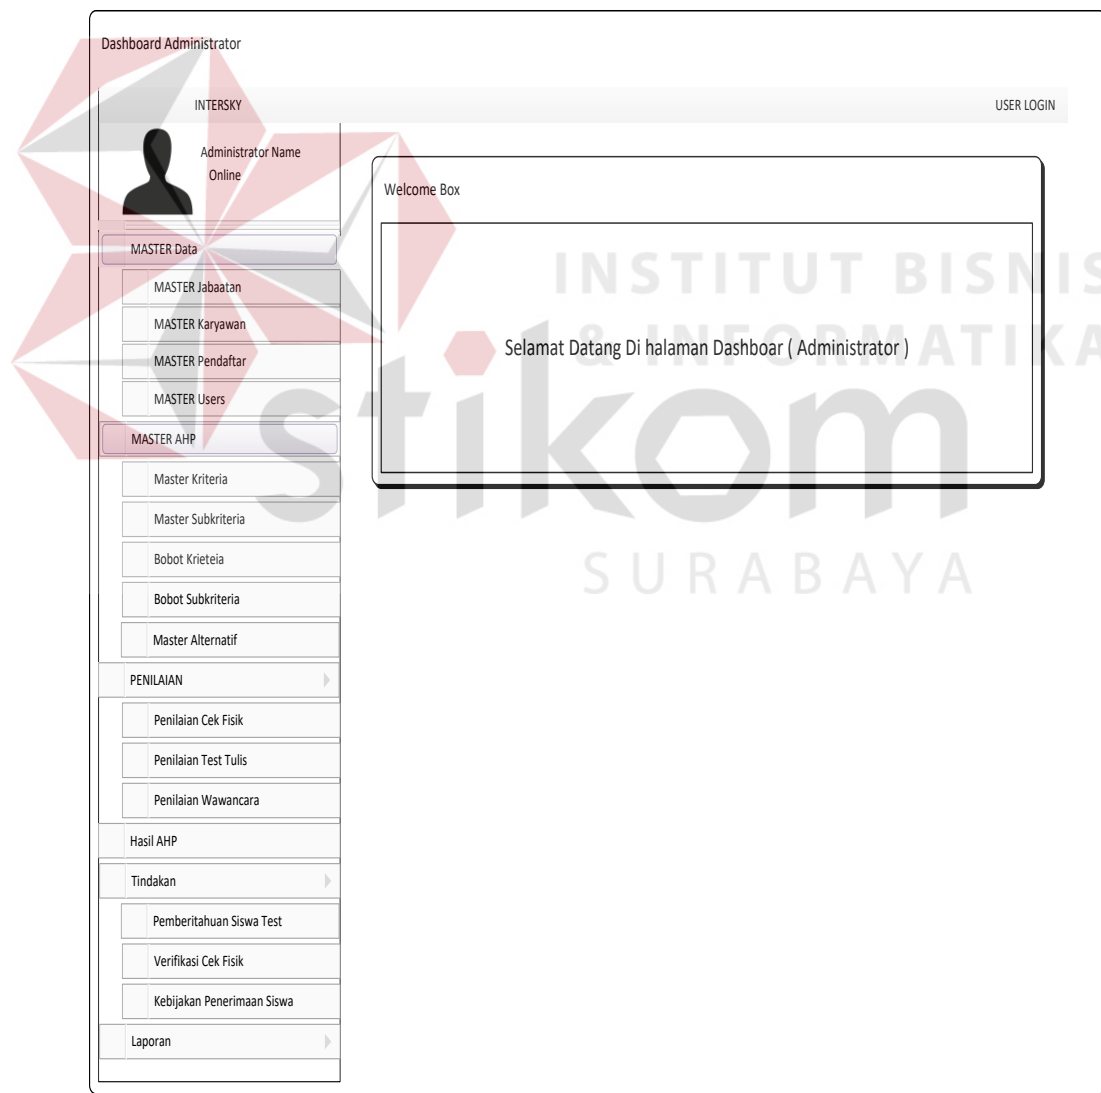 Dashboard Administrator
INTERSKY
USER LOGIN
Administrator Name
Online
Welcome Box
Selamat Datang Di halaman Dashboar ( Administrator )
MASTER Data
MASTER Jabaatan
MASTER Karyawan
MASTER Pendaftar
MASTER Users
MASTER AHP
Master Kriteria
Master Subkriteria
Bobot Krieteia
Bobot Subkriteria
Master Alternatif
PENILAIAN
Penilaian Cek Fisik
Penilaian Test Tulis
Penilaian Wawancara
Hasil AHP
Tindakan
Pemberitahuan Siswa Test
Verifikasi Cek Fisik
Kebijakan Penerimaan Siswa
Laporan
INSTITUT BISNIS
& INFORMATIKA
stikom
SURABAYA